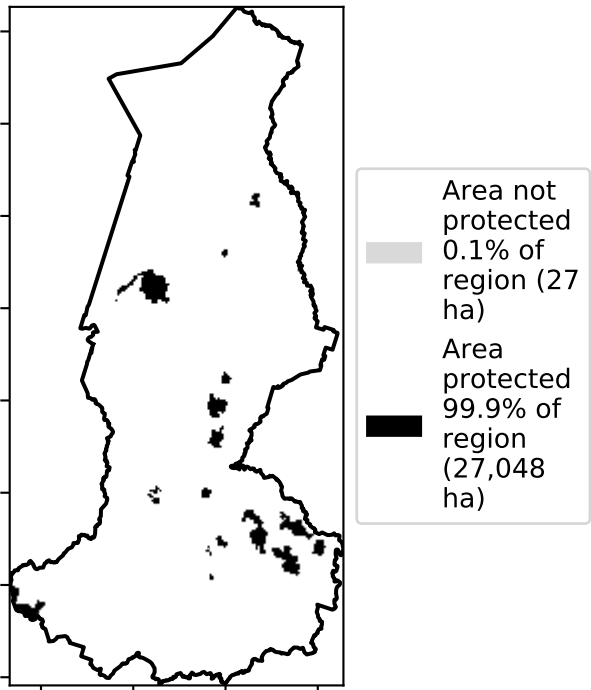 Area not
protected
0.1% of
region (27
ha)
Area
protected
99.9% of
region
(27,048
ha)